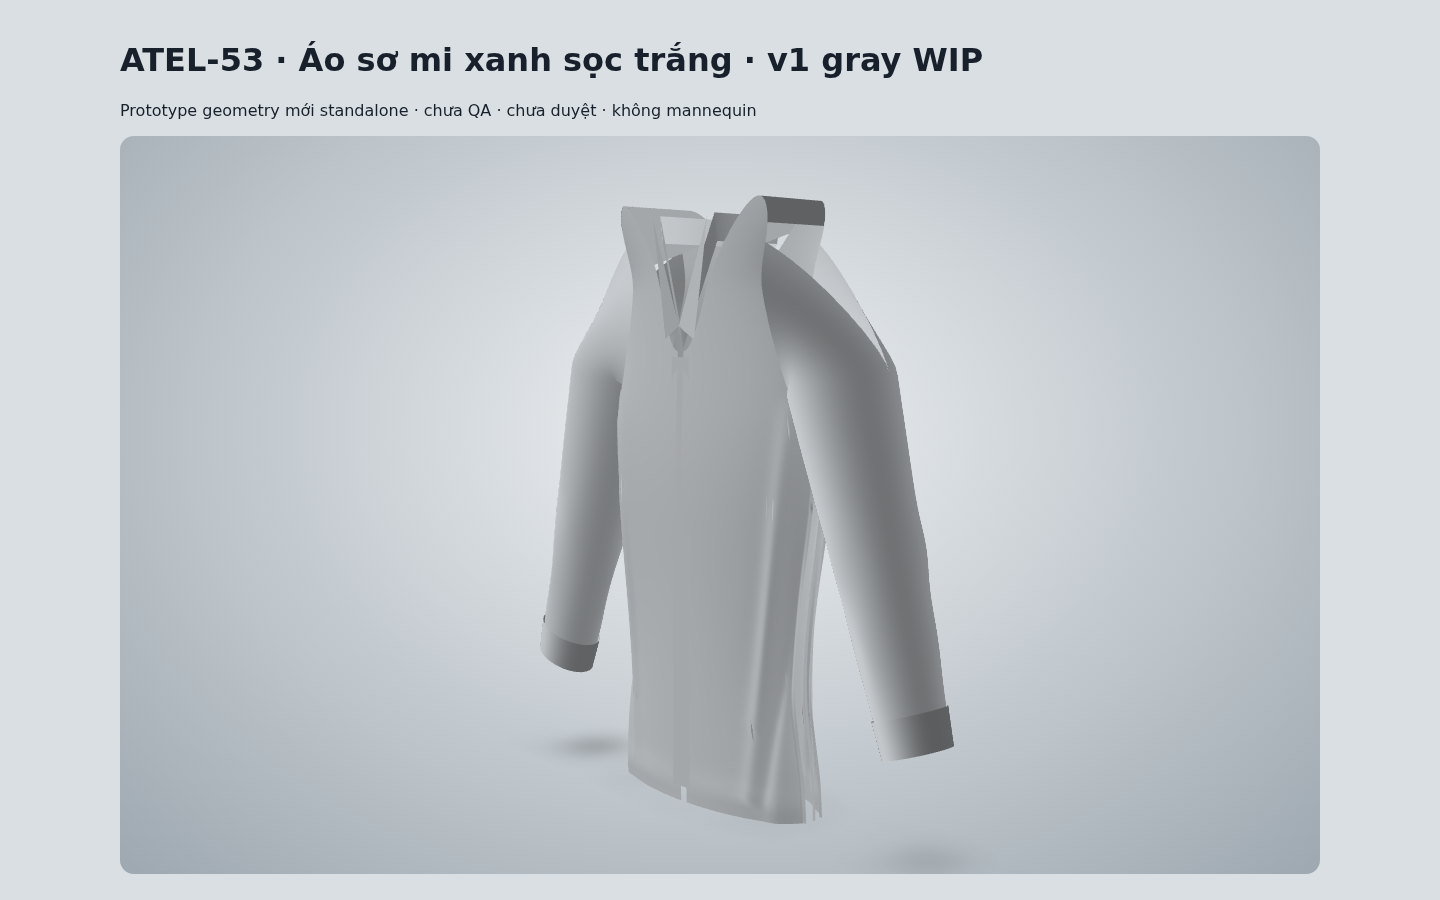 ATEL-53 · Áo sơ mi xanh sọc trắng · v1 gray WIP
Prototype geometry mới standalone · chưa QA · chưa duyệt · không mannequin